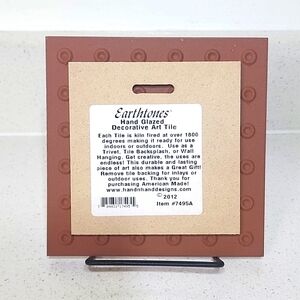 Earthtones
Hand Glazed
Decorative Art Tile
Each Tile is kiln fired at over 1800
degrees making it ready for use
indoors or outdoors. Use as a
Trivet, Tile Backsplash, or Wall
Hanging. Get creative, the uses are
endless! This durable and lasting
piece of art also makes a Great Gift!
Remove tile backing for inlays or
outdoor uses. Thank you for
purchasing American Made!
www.handnhanddesigns.com
© 2012
Item #7495A